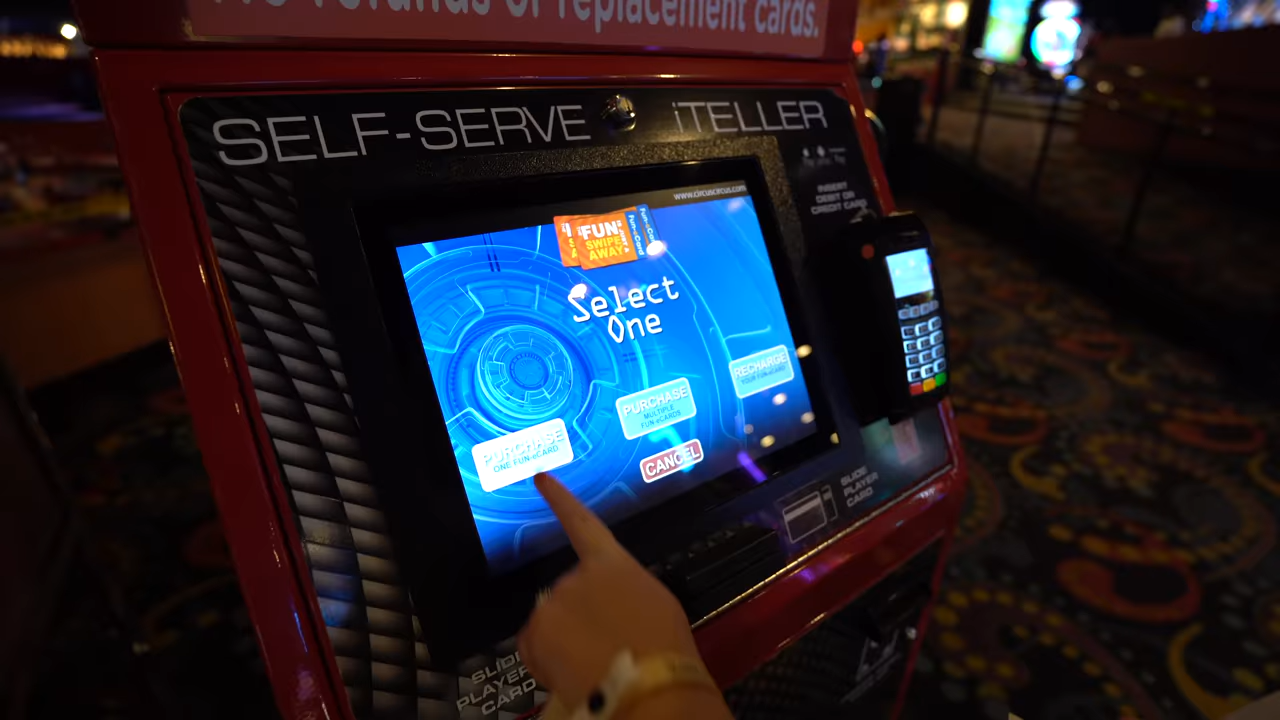 refunds or replacement cards.
SELF-SERVE iTELLER
www.circuscircus.com
FUN
SWIPE
AWAY
Fun-eCard
INSERT
DEBIT OR
CREDIT CARD
Select
One
RECHARGE
YOUR FUN-eCARD
PURCHASE
MULTIPLE
FUN-eCARDS
PURCHASE
ONE FUN-eCARD
CANCEL
SLIDE
PLAYER
CARD
SLIDE
PLAYER
CARD